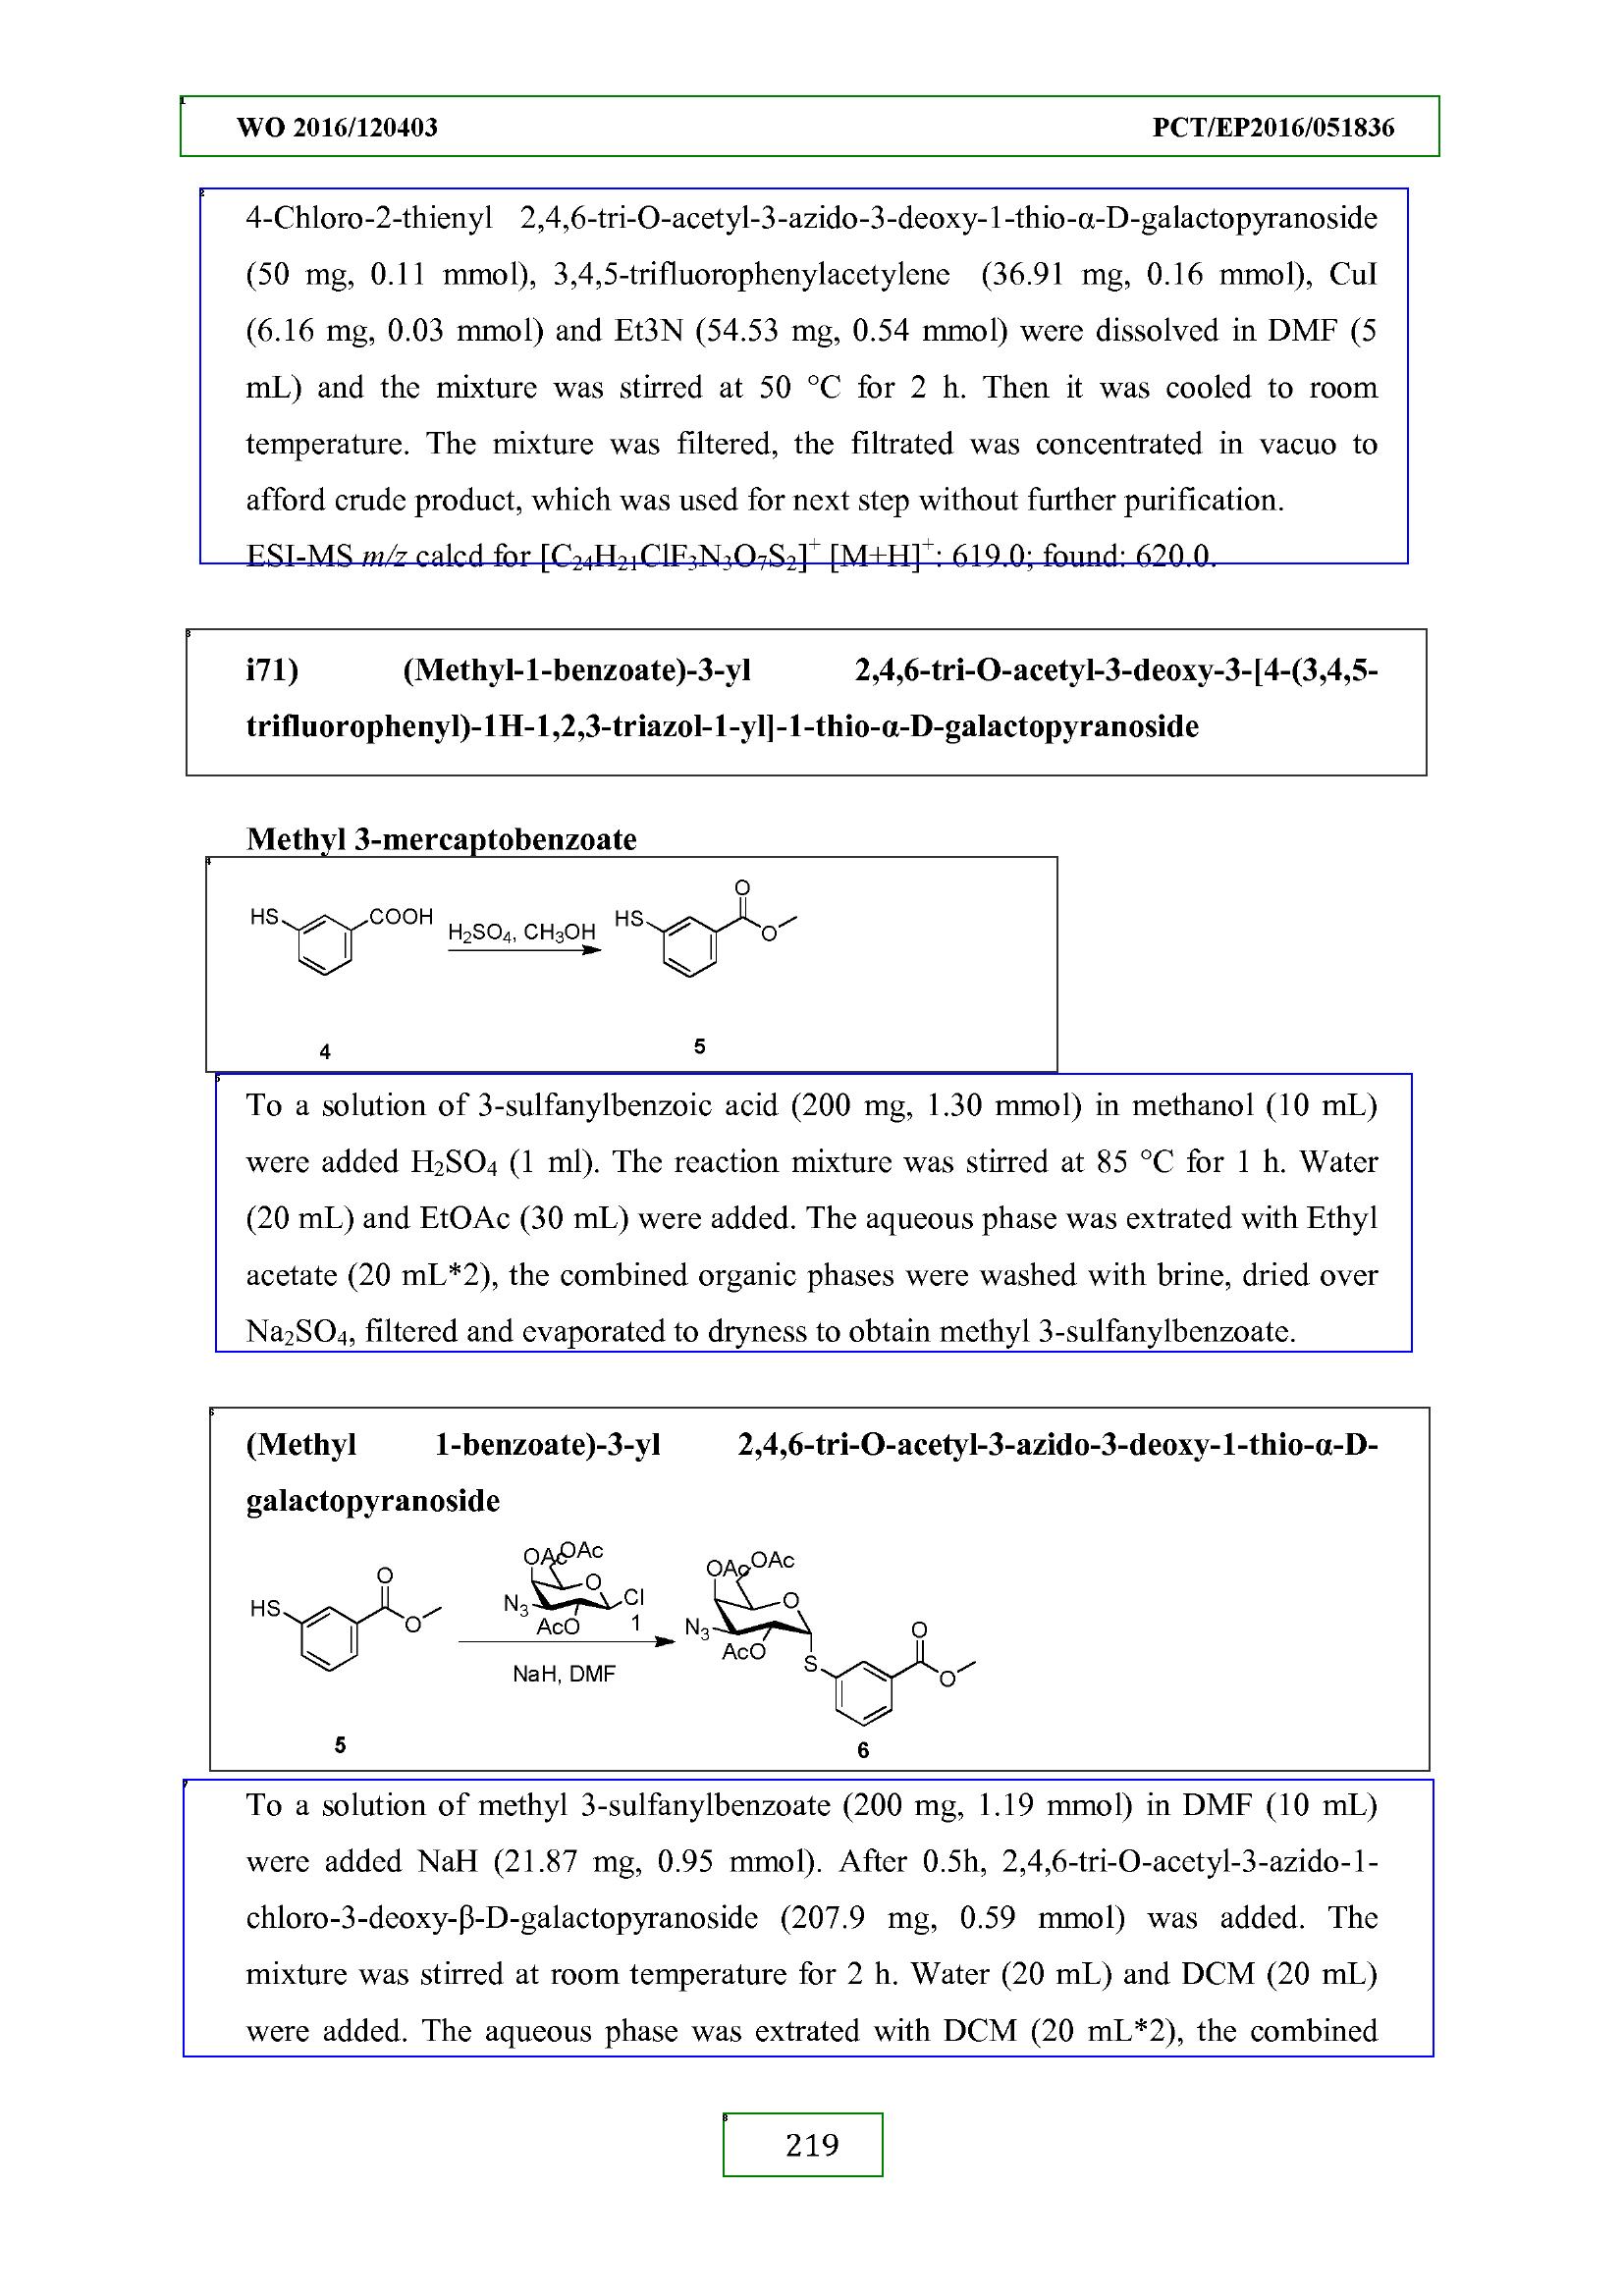 WO 2016/120403 PCT/EP2016/051836
4-Chloro-2-thienyl 2,4,6-tri-O-acetyl-3-azido-3-deoxy-1-thio-α-D-galactopyranoside
(50 mg, 0.11 mmol), 3,4,5-trifluorophenylacetylene (36.91 mg, 0.16 mmol), CuI
(6.16 mg, 0.03 mmol) and Et3N (54.53 mg, 0.54 mmol) were dissolved in DMF (5
mL) and the mixture was stirred at 50 °C for 2 h. Then it was cooled to room
temperature. The mixture was filtered, the filtrated was concentrated in vacuo to
afford crude product, which was used for next step without further purification.
ESI-MS m/z calcd for [C₂₄H₂₁ClF₃N₃O₇S₂]⁺ [M+H]⁺: 619.0; found: 620.0.
i71) (Methyl-1-benzoate)-3-yl 2,4,6-tri-O-acetyl-3-deoxy-3-[4-(3,4,5-
trifluorophenyl)-1H-1,2,3-triazol-1-yl]-1-thio-α-D-galactopyranoside
Methyl 3-mercaptobenzoate
HS COOH H₂SO₄, CH₃OH HS O O
4 5
To a solution of 3-sulfanylbenzoic acid (200 mg, 1.30 mmol) in methanol (10 mL)
were added H₂SO₄ (1 ml). The reaction mixture was stirred at 85 °C for 1 h. Water
(20 mL) and EtOAc (30 mL) were added. The aqueous phase was extrated with Ethyl
acetate (20 mL*2), the combined organic phases were washed with brine, dried over
Na₂SO₄, filtered and evaporated to dryness to obtain methyl 3-sulfanylbenzoate.
(Methyl 1-benzoate)-3-yl 2,4,6-tri-O-acetyl-3-azido-3-deoxy-1-thio-α-D-
galactopyranoside
OAc OAc OAc OAc
HS O O N₃ O Cl AcO 1 N₃ O AcO S O O
NaH, DMF
5 6
To a solution of methyl 3-sulfanylbenzoate (200 mg, 1.19 mmol) in DMF (10 mL)
were added NaH (21.87 mg, 0.95 mmol). After 0.5h, 2,4,6-tri-O-acetyl-3-azido-1-
chloro-3-deoxy-β-D-galactopyranoside (207.9 mg, 0.59 mmol) was added. The
mixture was stirred at room temperature for 2 h. Water (20 mL) and DCM (20 mL)
were added. The aqueous phase was extrated with DCM (20 mL*2), the combined
219